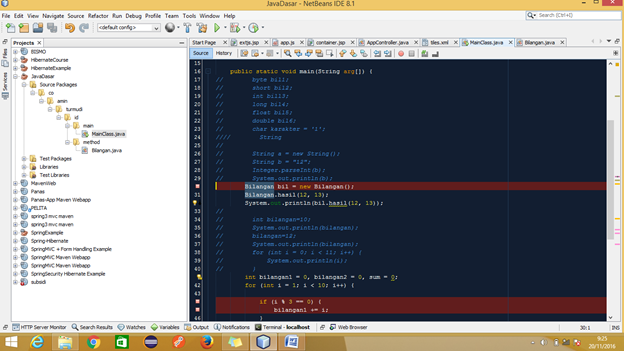 JavaDasar - NetBeans IDE 8.1
File Edit View Navigate Source Refactor Run Debug Profile Team Tools Window Help
Search (Ctrl+I)
<default config>
Projects
Start Page
extjs.jsp
app.js
container.jsp
AppController.java
tiles.xml
MainClass.java
Bilangan.java
Source History
Files
Services
BISMO
HibernateCourse
HibernateExample
JavaDasar
Source Packages
co
amin
turmudi
id
main
MainClass.java
method
Bilangan.java
Test Packages
Libraries
Test Libraries
MavenWeb
Panas
Panas-App Maven Webapp
PELITA
spring3 mvc maven
spring3 mvc maven
SpringExample
Spring-Hibernate
SpringMVC + Form Handling Example
SpringMVC Maven Webapp
SpringMVC Maven Webapp
SpringSecurity Hibernate Example
subsidi
15
16 public static void main(String arg[]) {
// byte bil1;
// short bil2;
// int bil3;
// long bil4;
// float bil5;
// double bil6;
// char karakter = '1';
//// String
//
// String a = new String();
// String b = "12";
// Integer.parseInt(b);
// System.out.println(b);
Bilangan bil = new Bilangan();
31 Bilangan.hasil(12, 13);
System.out.println(bil.hasil(12, 13));
//
// int bilangan=10;
// System.out.println(bilangan);
// bilangan=12;
// System.out.println(bilangan);
// for (int i = 0; i < 11; i++) {
// System.out.println(i);
// }
int bilangan1 = 0, bilangan2 = 0, sum = 0;
for (int i = 1; i < 10; i++) {
if (i % 3 == 0) {
bilangan1 += i;
}
HTTP Server Monitor
Search Results
Watches
Variables
Output
Notifications
Terminal - localhost
Web Browser
30:1
INS
9:25
20/11/2016